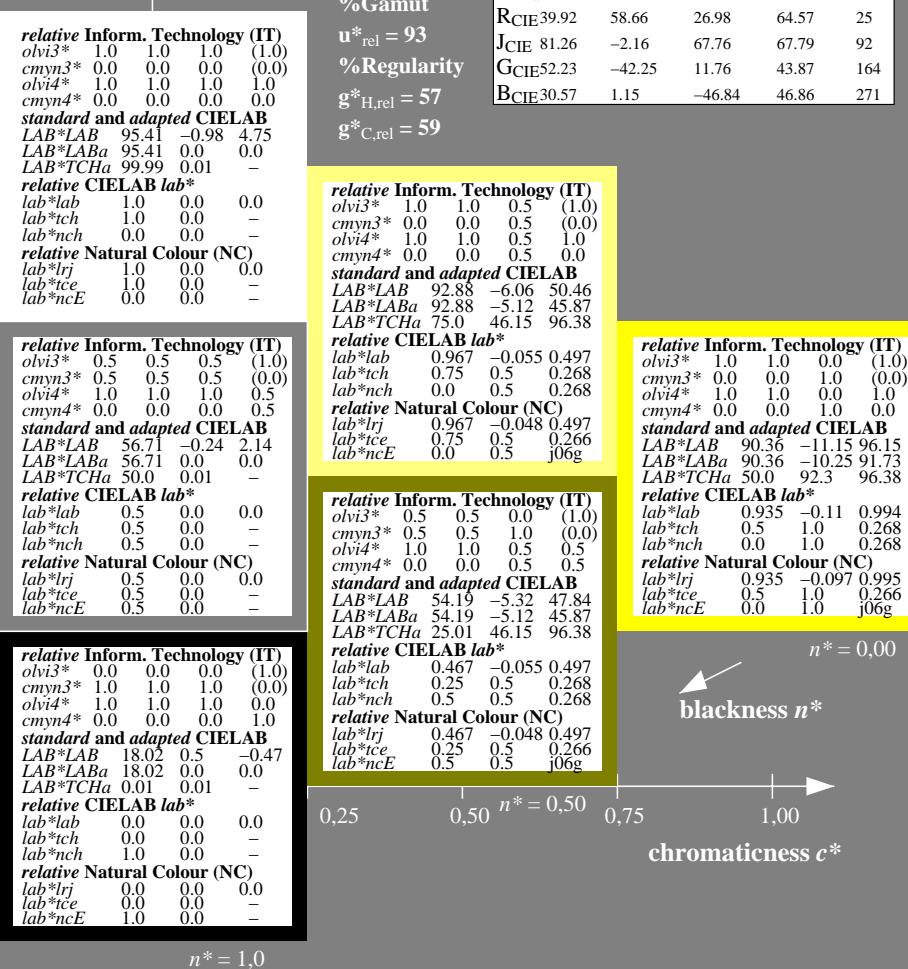 %Gamut
u*rel = 93
%Regularity
g*H,rel = 57
g*C,rel = 59
RCIE 39.92 58.66 26.98 64.57 25
JCIE 81.26 −2.16 67.76 67.79 92
GCIE 52.23 −42.25 11.76 43.87 164
BCIE 30.57 1.15 −46.84 46.86 271
relative Inform. Technology (IT)
olvi3* 1.0 1.0 1.0 (1.0)
cmyn3* 0.0 0.0 0.0 (0.0)
olvi4* 1.0 1.0 1.0 1.0
cmyn4* 0.0 0.0 0.0 0.0
standard and adapted CIELAB
LAB*LAB 95.41 −0.98 4.75
LAB*LABa 95.41 0.0 0.0
LAB*TCHa 99.99 0.01 –
relative CIELAB lab*
lab*lab 1.0 0.0 0.0
lab*tch 1.0 0.0 –
lab*nch 0.0 0.0 –
relative Natural Colour (NC)
lab*lrj 1.0 0.0 0.0
lab*tce 1.0 0.0 –
lab*ncE 0.0 0.0 –
relative Inform. Technology (IT)
olvi3* 1.0 1.0 0.5 (1.0)
cmyn3* 0.0 0.0 0.5 (0.0)
olvi4* 1.0 1.0 0.5 1.0
cmyn4* 0.0 0.0 0.5 0.0
standard and adapted CIELAB
LAB*LAB 92.88 −6.06 50.46
LAB*LABa 92.88 −5.12 45.87
LAB*TCHa 75.0 46.15 96.38
relative CIELAB lab*
lab*lab 0.967 −0.055 0.497
lab*tch 0.75 0.5 0.268
lab*nch 0.0 0.5 0.268
relative Natural Colour (NC)
lab*lrj 0.967 −0.048 0.497
lab*tce 0.75 0.5 0.266
lab*ncE 0.0 0.5 j06g
relative Inform. Technology (IT)
olvi3* 0.5 0.5 0.5 (1.0)
cmyn3* 0.5 0.5 0.5 (0.0)
olvi4* 1.0 1.0 1.0 0.5
cmyn4* 0.0 0.0 0.0 0.5
standard and adapted CIELAB
LAB*LAB 56.71 −0.24 2.14
LAB*LABa 56.71 0.0 0.0
LAB*TCHa 50.0 0.01 –
relative CIELAB lab*
lab*lab 0.5 0.0 0.0
lab*tch 0.5 0.0 –
lab*nch 0.5 0.0 –
relative Natural Colour (NC)
lab*lrj 0.5 0.0 0.0
lab*tce 0.5 0.0 –
lab*ncE 0.5 0.0 –
relative Inform. Technology (IT)
olvi3* 1.0 1.0 0.0 (1.0)
cmyn3* 0.0 0.0 1.0 (0.0)
olvi4* 1.0 1.0 0.0 1.0
cmyn4* 0.0 0.0 1.0 0.0
standard and adapted CIELAB
LAB*LAB 90.36 −11.15 96.15
LAB*LABa 90.36 −10.25 91.73
LAB*TCHa 50.0 92.3 96.38
relative CIELAB lab*
lab*lab 0.935 −0.11 0.994
lab*tch 0.5 1.0 0.268
lab*nch 0.0 1.0 0.268
relative Natural Colour (NC)
lab*lrj 0.935 −0.097 0.995
lab*tce 0.5 1.0 0.266
lab*ncE 0.0 1.0 j06g
relative Inform. Technology (IT)
olvi3* 0.5 0.5 0.0 (1.0)
cmyn3* 0.5 0.5 1.0 (0.0)
olvi4* 1.0 1.0 0.5 0.5
cmyn4* 0.0 0.0 0.5 0.5
standard and adapted CIELAB
LAB*LAB 54.19 −5.32 47.84
LAB*LABa 54.19 −5.12 45.87
LAB*TCHa 25.01 46.15 96.38
relative CIELAB lab*
lab*lab 0.467 −0.055 0.497
lab*tch 0.25 0.5 0.268
lab*nch 0.5 0.5 0.268
relative Natural Colour (NC)
lab*lrj 0.467 −0.048 0.497
lab*tce 0.25 0.5 0.266
lab*ncE 0.5 0.5 j06g
relative Inform. Technology (IT)
olvi3* 0.0 0.0 0.0 (1.0)
cmyn3* 1.0 1.0 1.0 (0.0)
olvi4* 1.0 1.0 1.0 0.0
cmyn4* 0.0 0.0 0.0 1.0
standard and adapted CIELAB
LAB*LAB 18.02 0.5 −0.47
LAB*LABa 18.02 0.0 0.0
LAB*TCHa 0.01 0.01 –
relative CIELAB lab*
lab*lab 0.0 0.0 0.0
lab*tch 0.0 0.0 –
lab*nch 1.0 0.0 –
relative Natural Colour (NC)
lab*lrj 0.0 0.0 0.0
lab*tce 0.0 0.0 –
lab*ncE 1.0 0.0 –
n* = 0,00
blackness n*
0,25 0,50 n* = 0,50 0,75 1,00
chromaticness c*
n* = 1,0